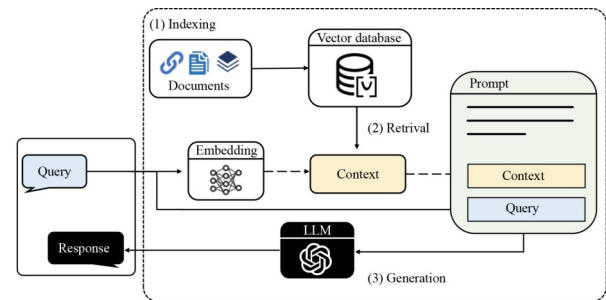 (1) Indexing
Vector database
Documents
Prompt
(2) Retrival
Embedding
Query
Context
Context
Query
LLM
Response
(3) Generation